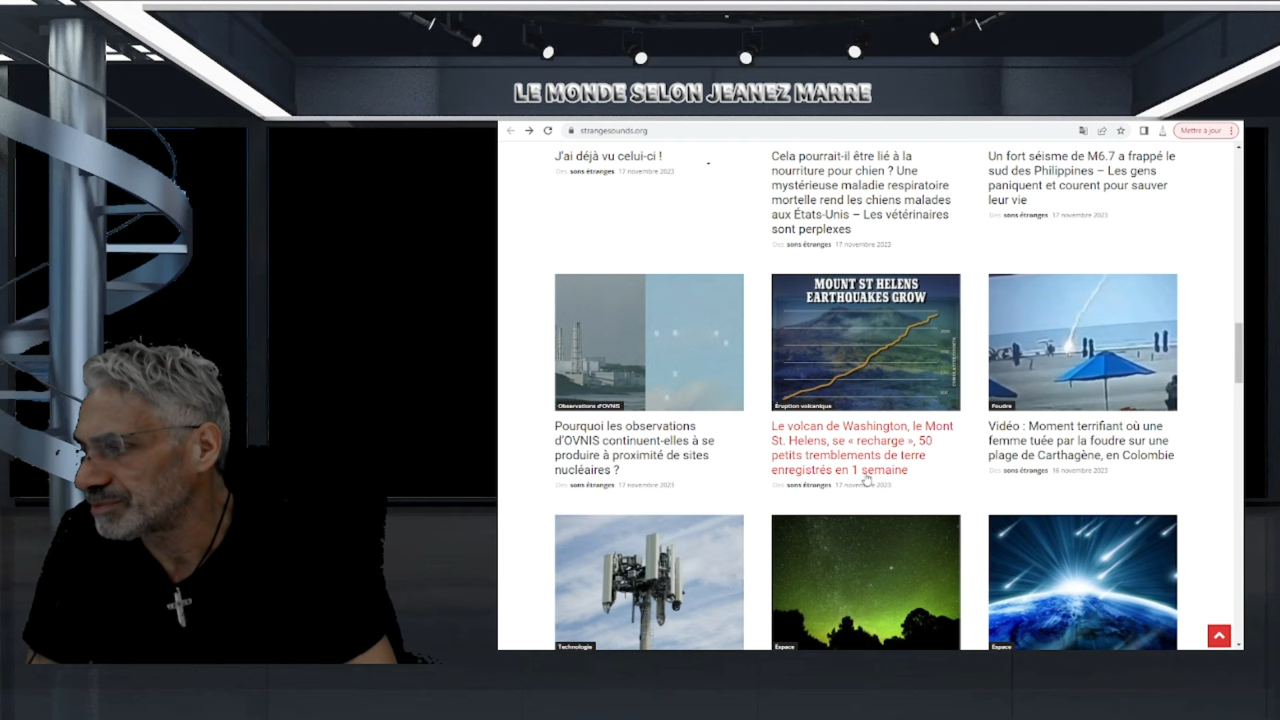 LE MONDE SELON JEANEZ MARRE
strangesounds.org
Mettre à jour
J'ai déjà vu celui-ci !
Des sons étranges 17 novembre 2023
Cela pourrait-il être lié à la
nourriture pour chien ? Une
mystérieuse maladie respiratoire
mortelle rend les chiens malades
aux États-Unis – Les vétérinaires
sont perplexes
Des sons étranges 17 novembre 2023
Un fort séisme de M6.7 a frappé le
sud des Philippines – Les gens
paniquent et courent pour sauver
leur vie
Des sons étranges 17 novembre 2023
Observations d'OVNIS
Pourquoi les observations
d'OVNIS continuent-elles à se
produire à proximité de sites
nucléaires ?
Des sons étranges 17 novembre 2023
MOUNT ST HELENS
EARTHQUAKES GROW
Éruption volcanique
Le volcan de Washington, le Mont
St. Helens, se « recharge », 50
petits tremblements de terre
enregistrés en 1 semaine
Des sons étranges 17 novembre 2023
Foudre
Vidéo : Moment terrifiant où une
femme tuée par la foudre sur une
plage de Carthagène, en Colombie
Des sons étranges 16 novembre 2023
Technologie
Espace
Espace